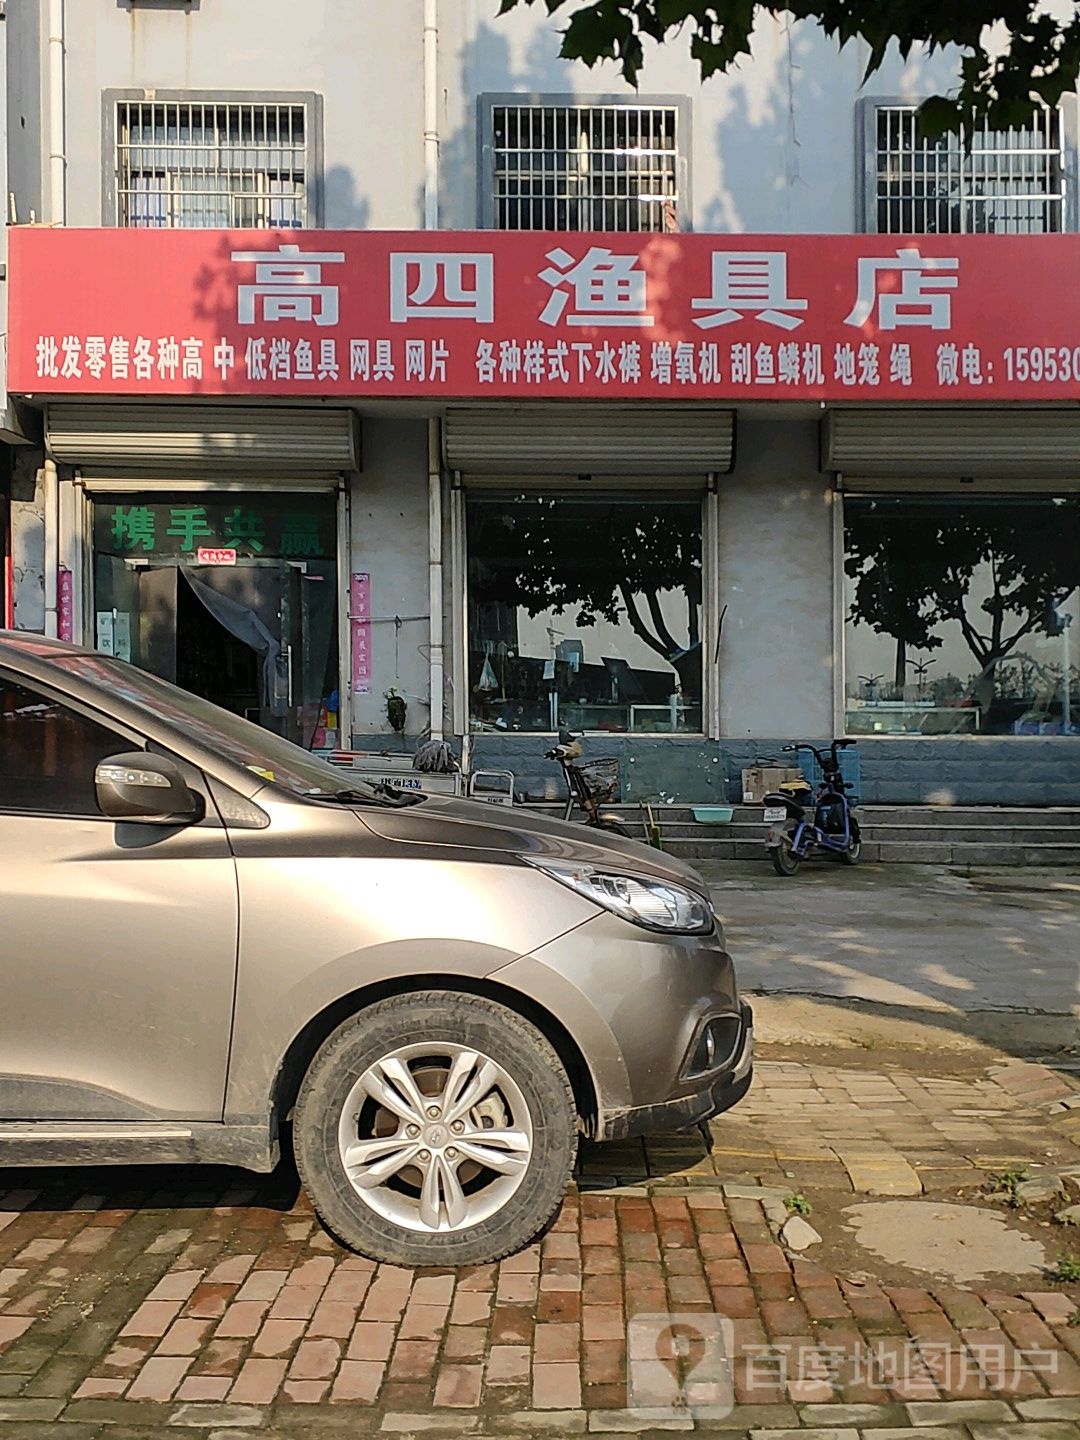 高四渔具店
批发零售各种高 中 低档鱼具 网具 网片 各种样式下水裤 增氧机 刮鱼鳞机 地笼 绳 微电: 159530
携手共赢
百度地图用户